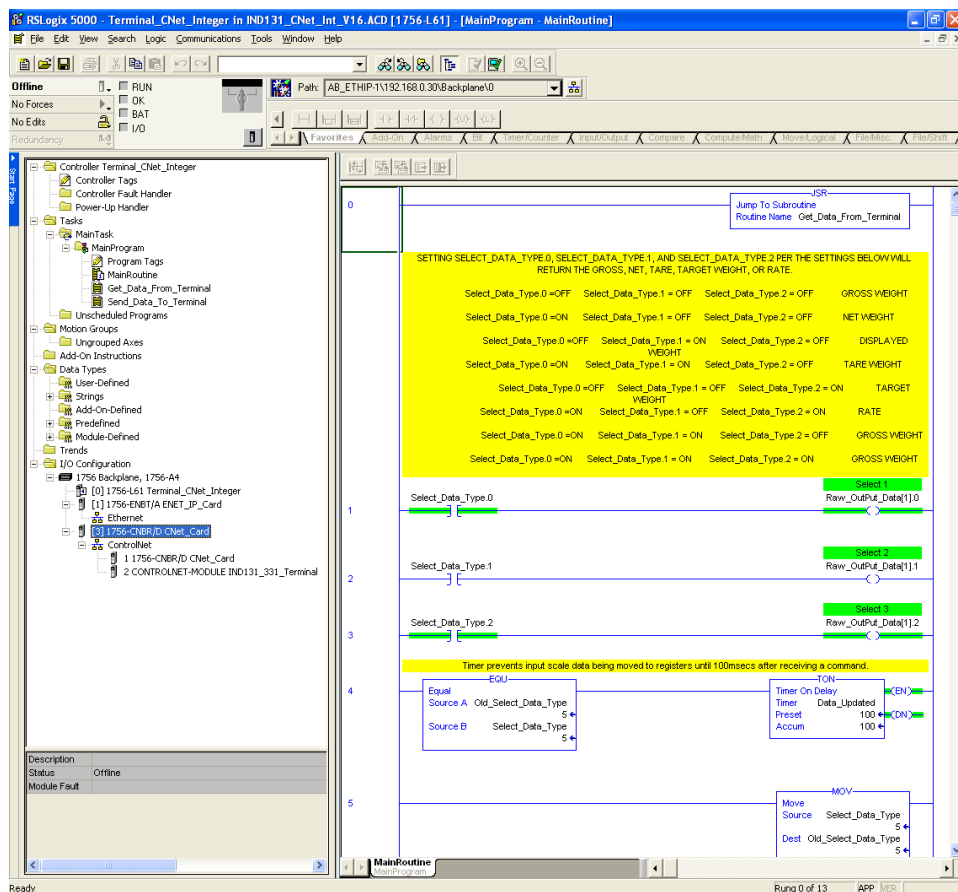 RSLogix 5000 - Terminal_CNet_Integer in IND131_CNet_Int_V16.ACD [1756-L61] - [MainProgram - MainRoutine]
File Edit View Search Logic Communications Tools Window Help
Offline RUN
No Forces OK
No Edits BAT
Redundancy I/O
Path: AB_ETHIP-1\192.168.0.30\Backplane\0
Favorites Add-On Alarms Bit Timer/Counter Input/Output Compare Compute/Math Move/Logical File/Misc. File/Shift
Start Page
Controller Terminal_CNet_Integer
Controller Tags
Controller Fault Handler
Power-Up Handler
Tasks
MainTask
MainProgram
Program Tags
MainRoutine
Get_Data_From_Terminal
Send_Data_To_Terminal
Unscheduled Programs
Motion Groups
Ungrouped Axes
Add-On Instructions
Data Types
User-Defined
Strings
Add-On-Defined
Predefined
Module-Defined
Trends
I/O Configuration
1756 Backplane, 1756-A4
[0] 1756-L61 Terminal_CNet_Integer
[1] 1756-ENBT/A ENET_IP_Card
Ethernet
[3] 1756-CNBR/D CNet_Card
ControlNet
1 1756-CNBR/D CNet_Card
2 CONTROLNET-MODULE IND131_331_Terminal
Description
Status Offline
Module Fault
0
JSR
Jump To Subroutine
Routine Name Get_Data_From_Terminal
SETTING SELECT_DATA_TYPE.0, SELECT_DATA_TYPE.1, AND SELECT_DATA_TYPE.2 PER THE SETTINGS BELOW WILL
RETURN THE GROSS, NET, TARE, TARGET WEIGHT, OR RATE.
Select_Data_Type.0 =OFF Select_Data_Type.1 = OFF Select_Data_Type.2 = OFF GROSS WEIGHT
Select_Data_Type.0 =ON Select_Data_Type.1 = OFF Select_Data_Type.2 = OFF NET WEIGHT
Select_Data_Type.0 =OFF Select_Data_Type.1 = ON Select_Data_Type.2 = OFF DISPLAYED
WEIGHT
Select_Data_Type.0 =ON Select_Data_Type.1 = ON Select_Data_Type.2 = OFF TARE WEIGHT
Select_Data_Type.0 =OFF Select_Data_Type.1 = OFF Select_Data_Type.2 = ON TARGET
WEIGHT
Select_Data_Type.0 =ON Select_Data_Type.1 = OFF Select_Data_Type.2 = ON RATE
Select_Data_Type.0 =ON Select_Data_Type.1 = ON Select_Data_Type.2 = OFF GROSS WEIGHT
Select_Data_Type.0 =ON Select_Data_Type.1 = ON Select_Data_Type.2 = ON GROSS WEIGHT
Select 1
Select_Data_Type.0 Raw_OutPut_Data[1].0
1
Select 2
Select_Data_Type.1 Raw_OutPut_Data[1].1
2
Select 3
Select_Data_Type.2 Raw_OutPut_Data[1].2
3
Timer prevents input scale data being moved to registers until 100msecs after receiving a command.
4
EQU
Equal
Source A Old_Select_Data_Type
5
Source B Select_Data_Type
5
TON
Timer On Delay (EN)
Timer Data_Updated
Preset 100 (DN)
Accum 100
5
MOV
Move
Source Select_Data_Type
5
Dest Old_Select_Data_Type
5
MainRoutine
MainProgram
Ready Rung 0 of 13 APP VER